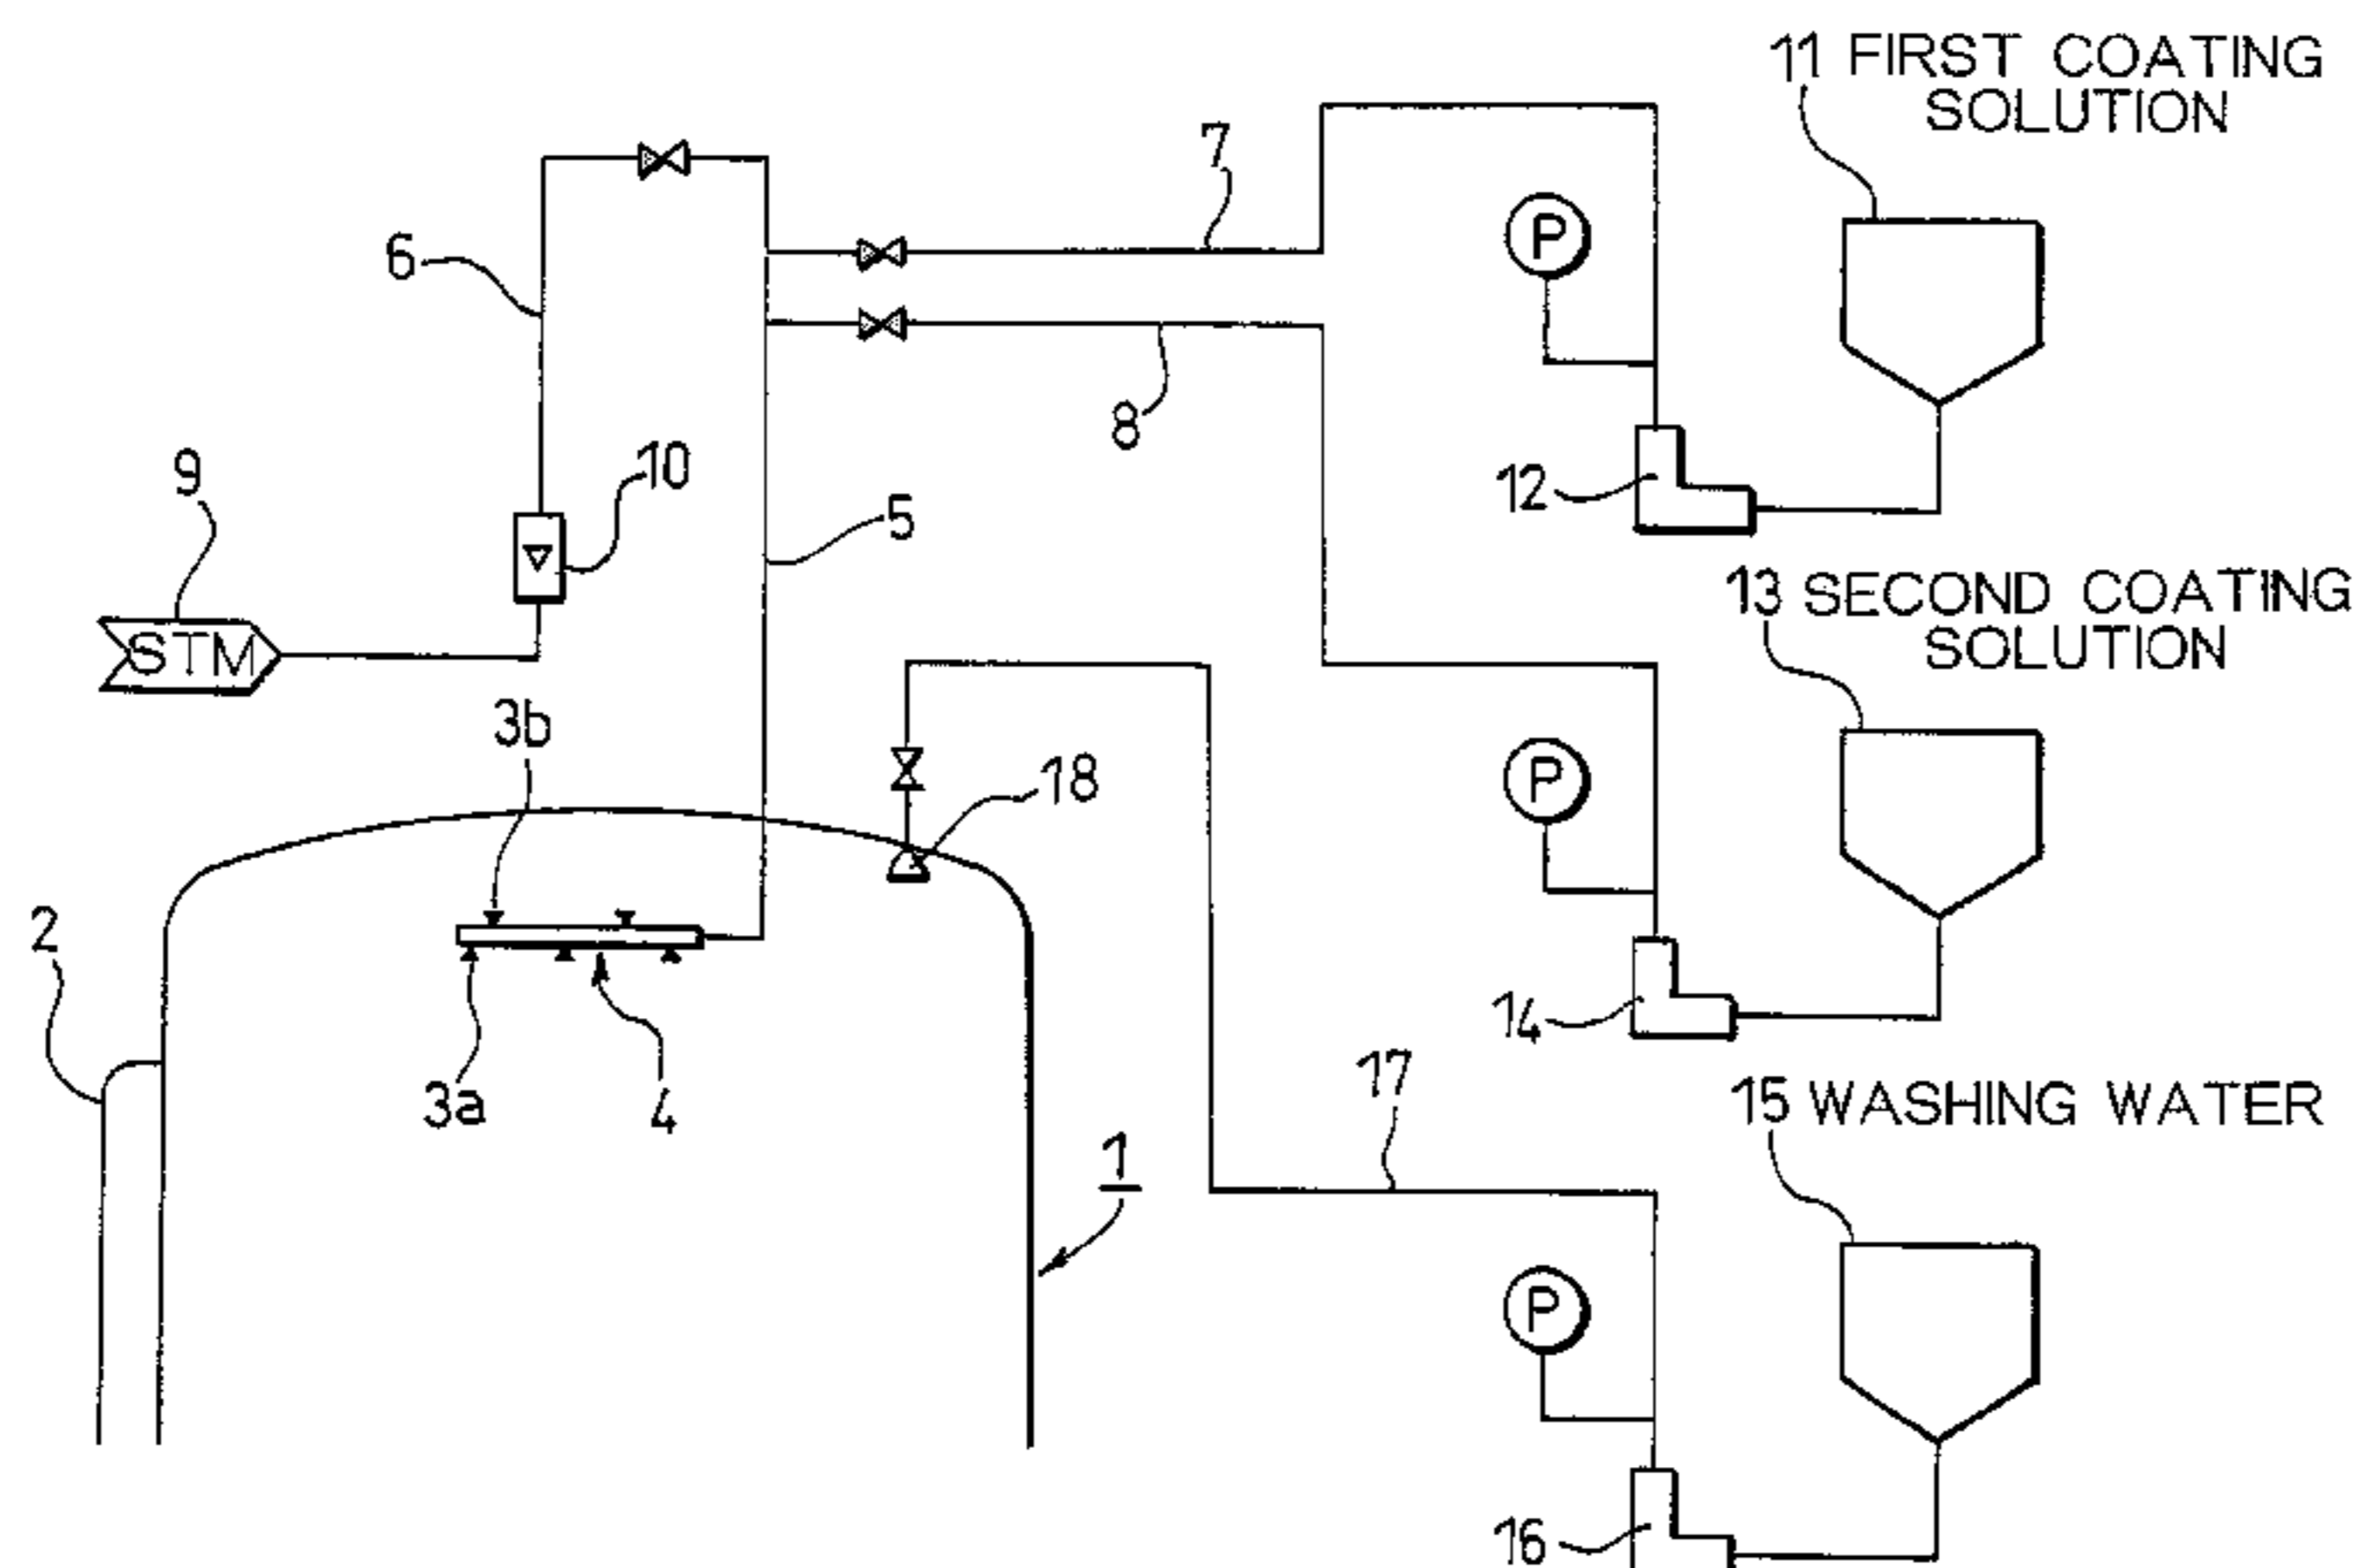 11 FIRST COATING
SOLUTION
7
6
P
8
9
10
12
5
STM
13 SECOND COATING
SOLUTION
3b
18
P
2
14
3a
4
17
15 WASHING WATER
1
P
16